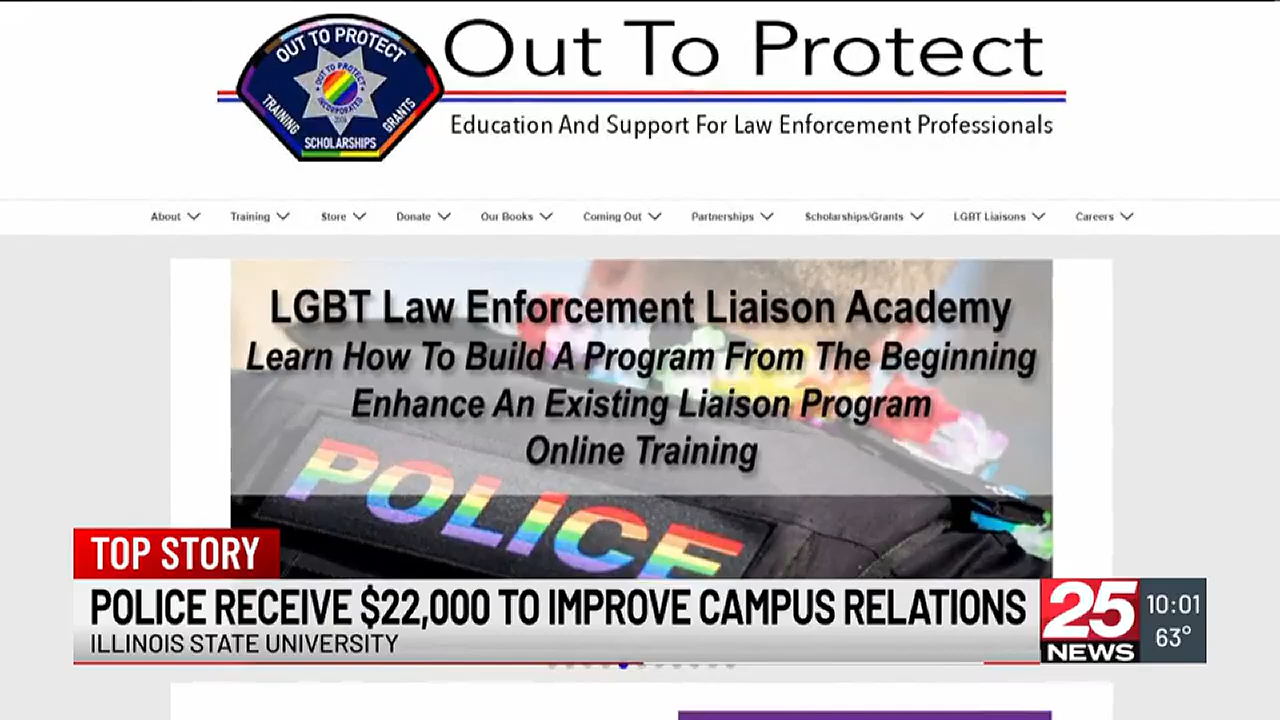 OUT TO PROTECT
OUT TO PROTECT
INCORPORATED
TRAINING
SCHOLARSHIPS
GRANTS
Out To Protect
Education And Support For Law Enforcement Professionals
About Training Store Donate Our Books Coming Out Partnerships Scholarships/Grants LGBT Liaisons Careers
LGBT Law Enforcement Liaison Academy
Learn How To Build A Program From The Beginning
Enhance An Existing Liaison Program
Online Training
POLICE
TOP STORY
POLICE RECEIVE $22,000 TO IMPROVE CAMPUS RELATIONS
ILLINOIS STATE UNIVERSITY
25
NEWS
10:01
63°